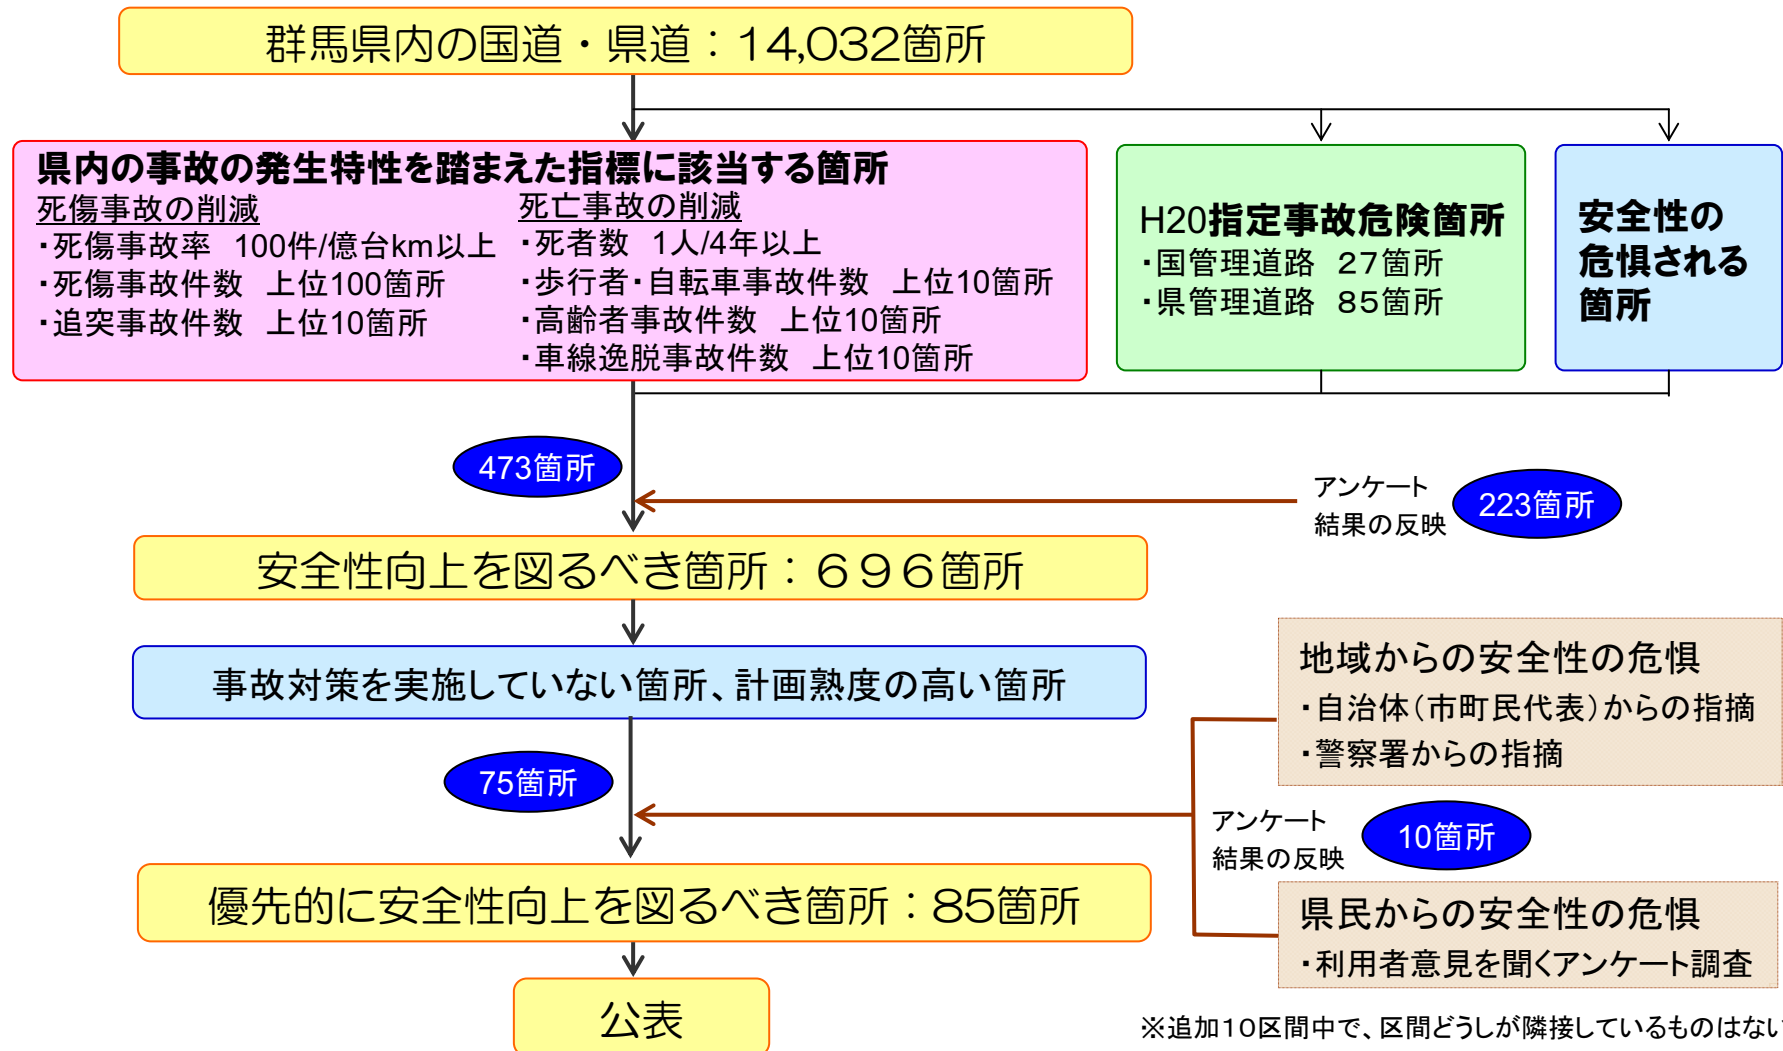 群馬県内の国道・県道：14,032箇所
県内の事故の発生特性を踏まえた指標に該当する箇所
死傷事故の削減
・死傷事故率　100件/億台km以上
・死傷事故件数　上位100箇所
・追突事故件数　上位10箇所
死亡事故の削減
・死者数　1人/4年以上
・歩行者・自転車事故件数　上位10箇所
・高齢者事故件数　上位10箇所
・車線逸脱事故件数　上位10箇所
H20指定事故危険箇所
・国管理道路　２7箇所
・県管理道路　８5箇所
安全性の
危惧される
箇所
473箇所
アンケート
結果の反映
223箇所
安全性向上を図るべき箇所：６９６箇所
事故対策を実施していない箇所、計画熟度の高い箇所
75箇所
地域からの安全性の危惧
・自治体（市町民代表）からの指摘
・警察署からの指摘
アンケート
結果の反映
10箇所
優先的に安全性向上を図るべき箇所：85箇所
県民からの安全性の危惧
・利用者意見を聞くアンケート調査
公表
※追加１０区間中で、区間どうしが隣接しているものはない